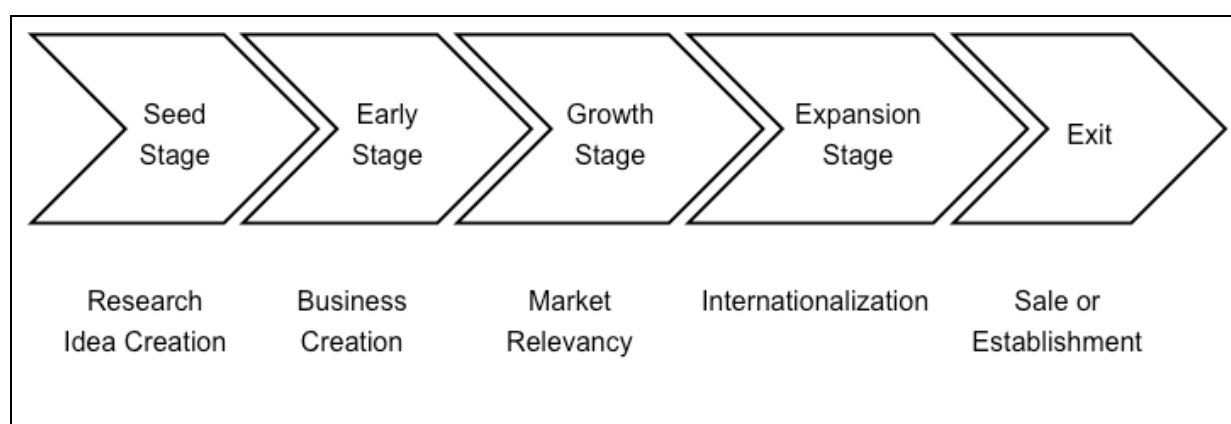 Seed
Stage
Early
Stage
Growth
Stage
Expansion
Stage
Exit
Research
Idea Creation
Business
Creation
Market
Relevancy
Internationalization
Sale or
Establishment